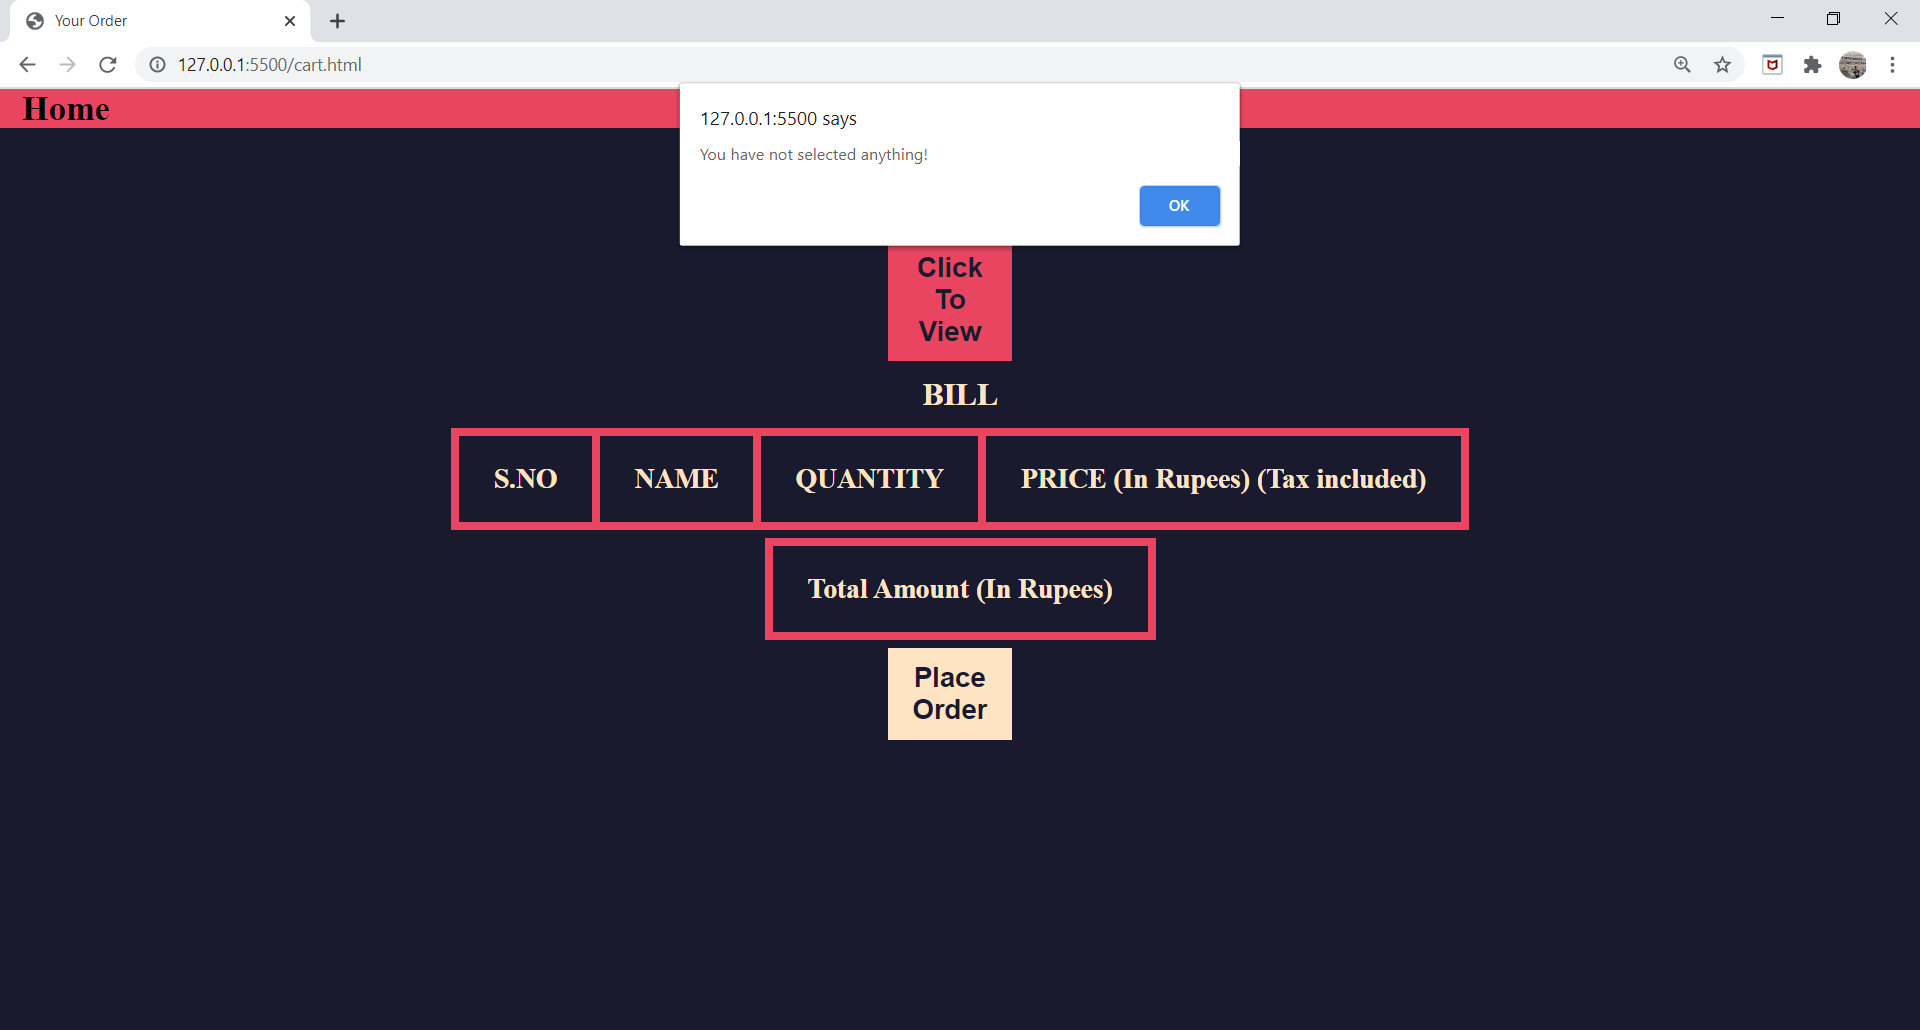 Your Order
127.0.0.1:5500/cart.html
Home
127.0.0.1:5500 says
You have not selected anything!
OK
Click
To
View
BILL
S.NO NAME QUANTITY PRICE (In Rupees) (Tax included)
Total Amount (In Rupees)
Place
Order